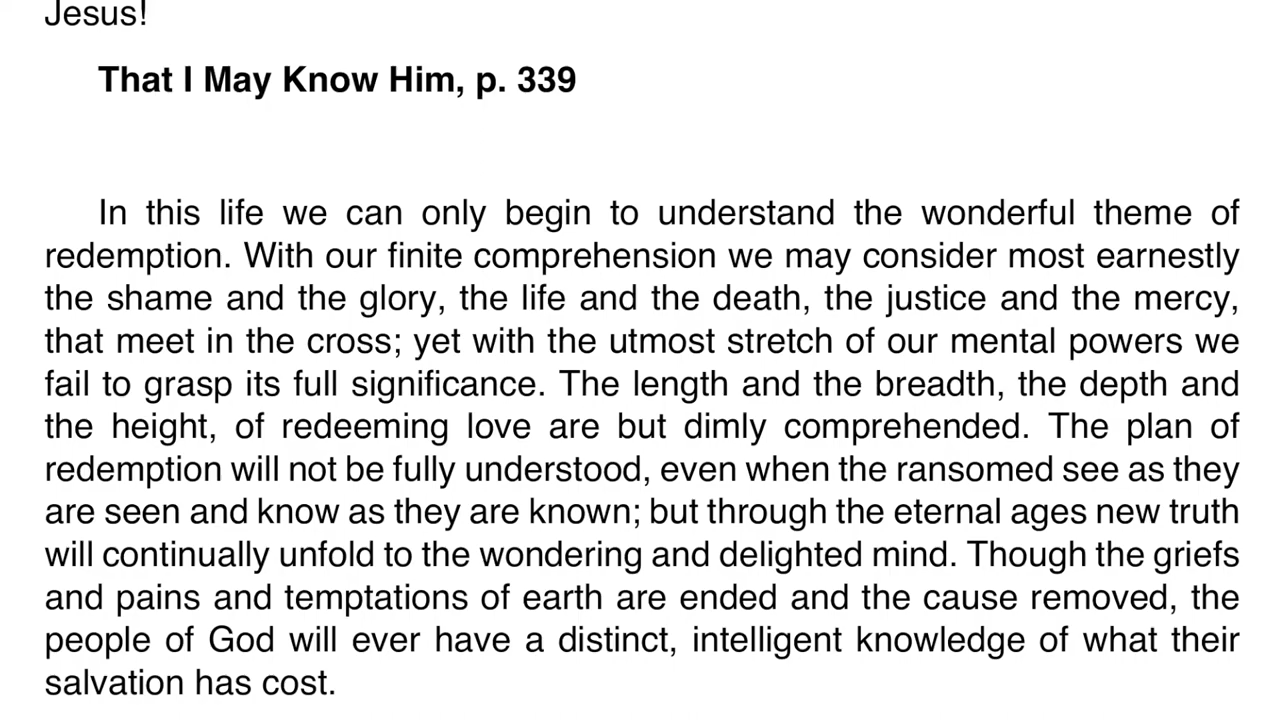 Jesus!
That I May Know Him, p. 339
In this life we can only begin to understand the wonderful theme of
redemption. With our finite comprehension we may consider most earnestly
the shame and the glory, the life and the death, the justice and the mercy,
that meet in the cross; yet with the utmost stretch of our mental powers we
fail to grasp its full significance. The length and the breadth, the depth and
the height, of redeeming love are but dimly comprehended. The plan of
redemption will not be fully understood, even when the ransomed see as they
are seen and know as they are known; but through the eternal ages new truth
will continually unfold to the wondering and delighted mind. Though the griefs
and pains and temptations of earth are ended and the cause removed, the
people of God will ever have a distinct, intelligent knowledge of what their
salvation has cost.